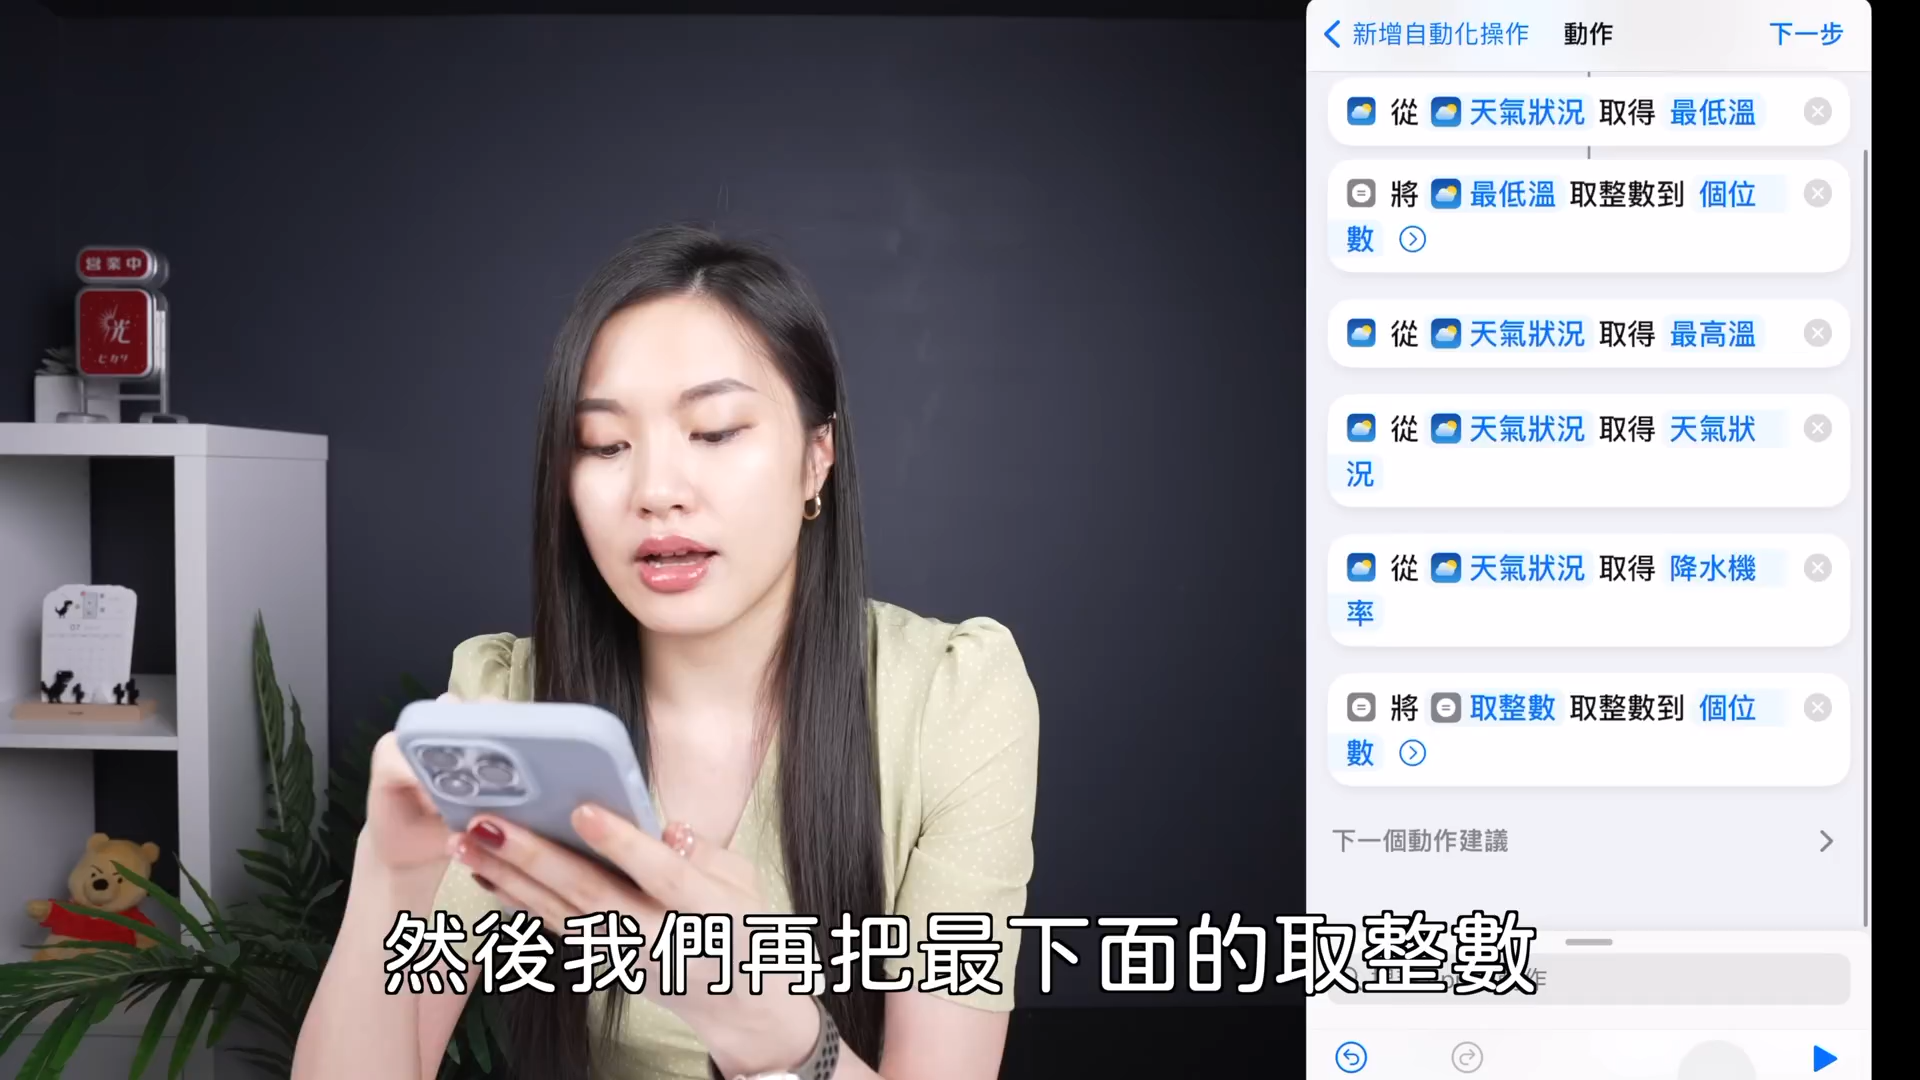 新增自動化操作 動作 下一步
從 天氣狀況 取得 最低溫
將 最低溫 取整數到 個位
數
從 天氣狀況 取得 最高溫
從 天氣狀況 取得 天氣狀
況
從 天氣狀況 取得 降水機
率
將 取整數 取整數到 個位
數
下一個動作建議
營業中
光
ヒカリ
07
然後我們再把最下面的取整數